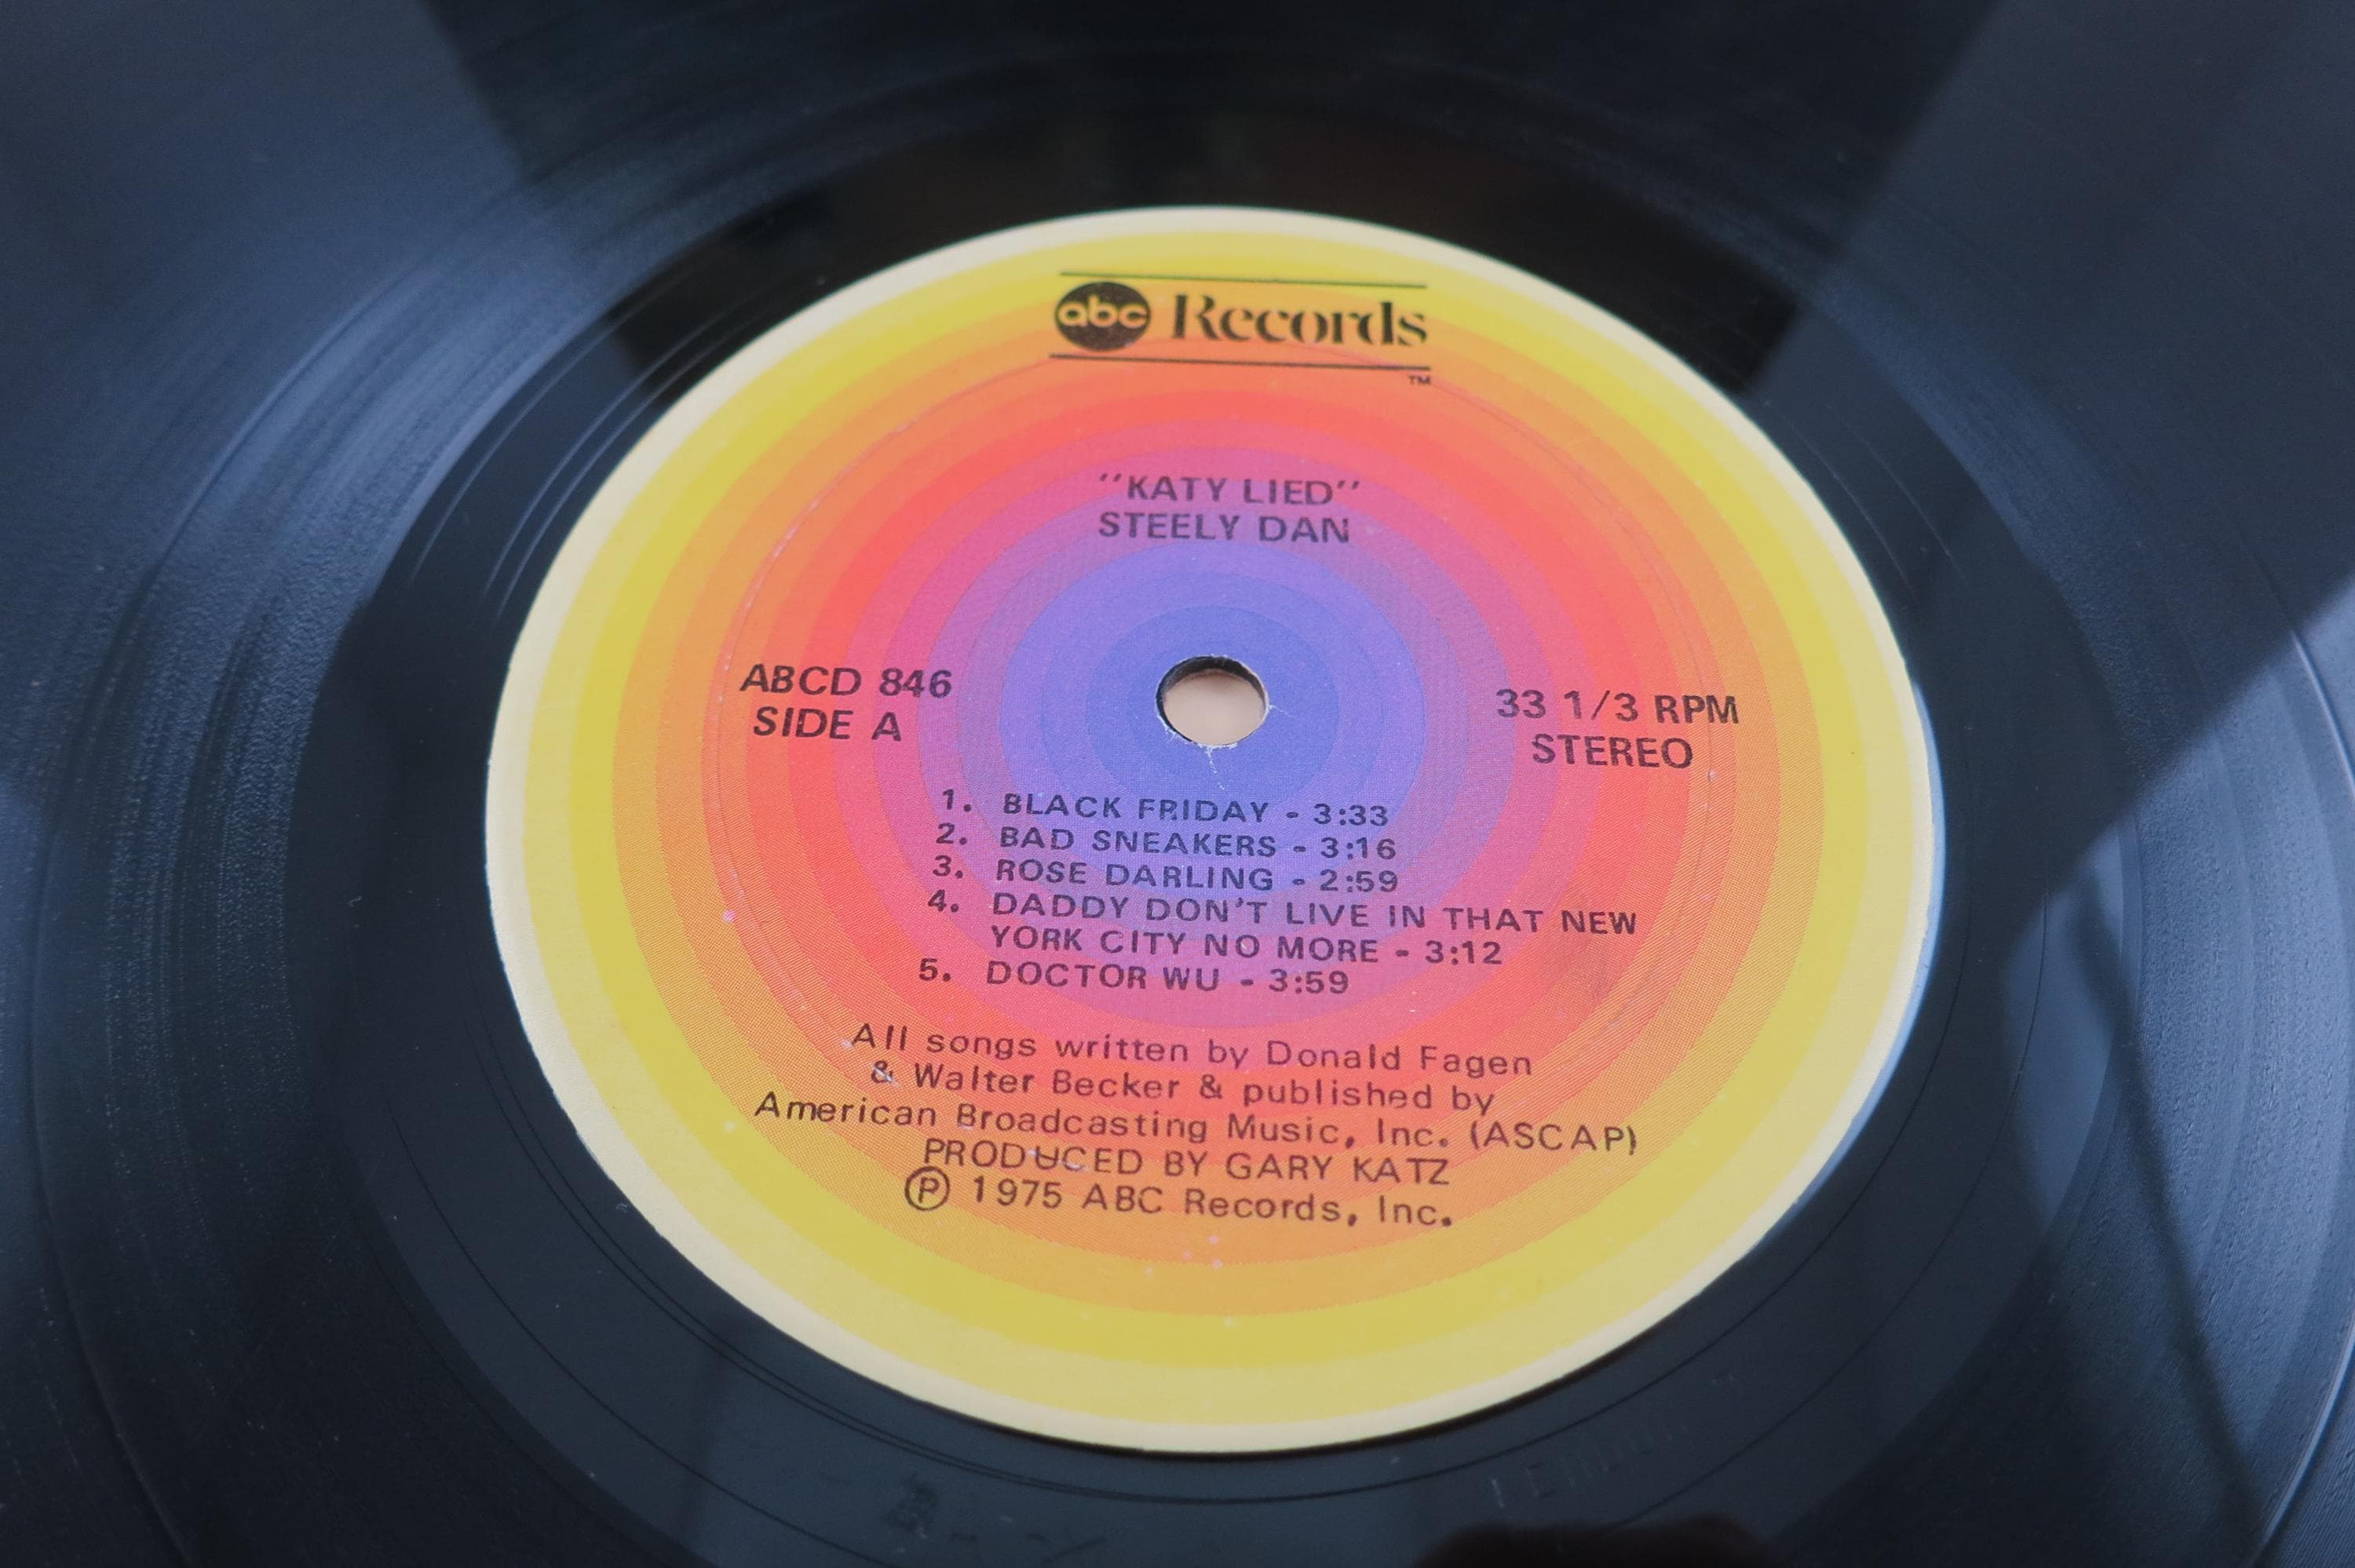 abc Records
TM
"KATY LIED"
STEELY DAN
ABCD 846
SIDE A
33 1/3 RPM
STEREO
1. BLACK FRIDAY - 3:33
2. BAD SNEAKERS - 3:16
3. ROSE DARLING - 2:59
4. DADDY DON'T LIVE IN THAT NEW
YORK CITY NO MORE - 3:12
5. DOCTOR WU - 3:59
All songs written by Donald Fagen
& Walter Becker & published by
American Broadcasting Music, Inc. (ASCAP)
PRODUCED BY GARY KATZ
Ⓟ 1975 ABC Records, Inc.